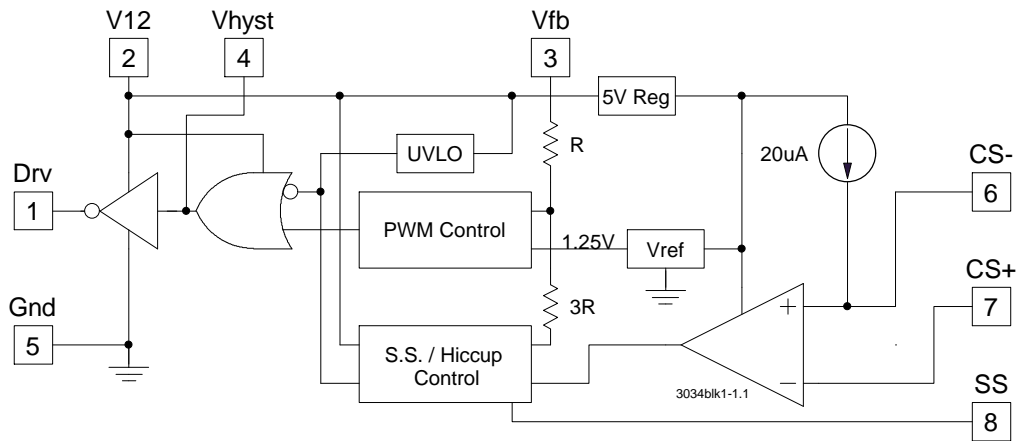 V12
Vhyst
Vfb
2
4
3
5V Reg
R
UVLO
20uA
CS-
6
Drv
1
PWM Control
1.25V
Vref
CS+
7
+
Gnd
5
3R
S.S. / Hiccup
Control
−
3034blk1-1.1
SS
8